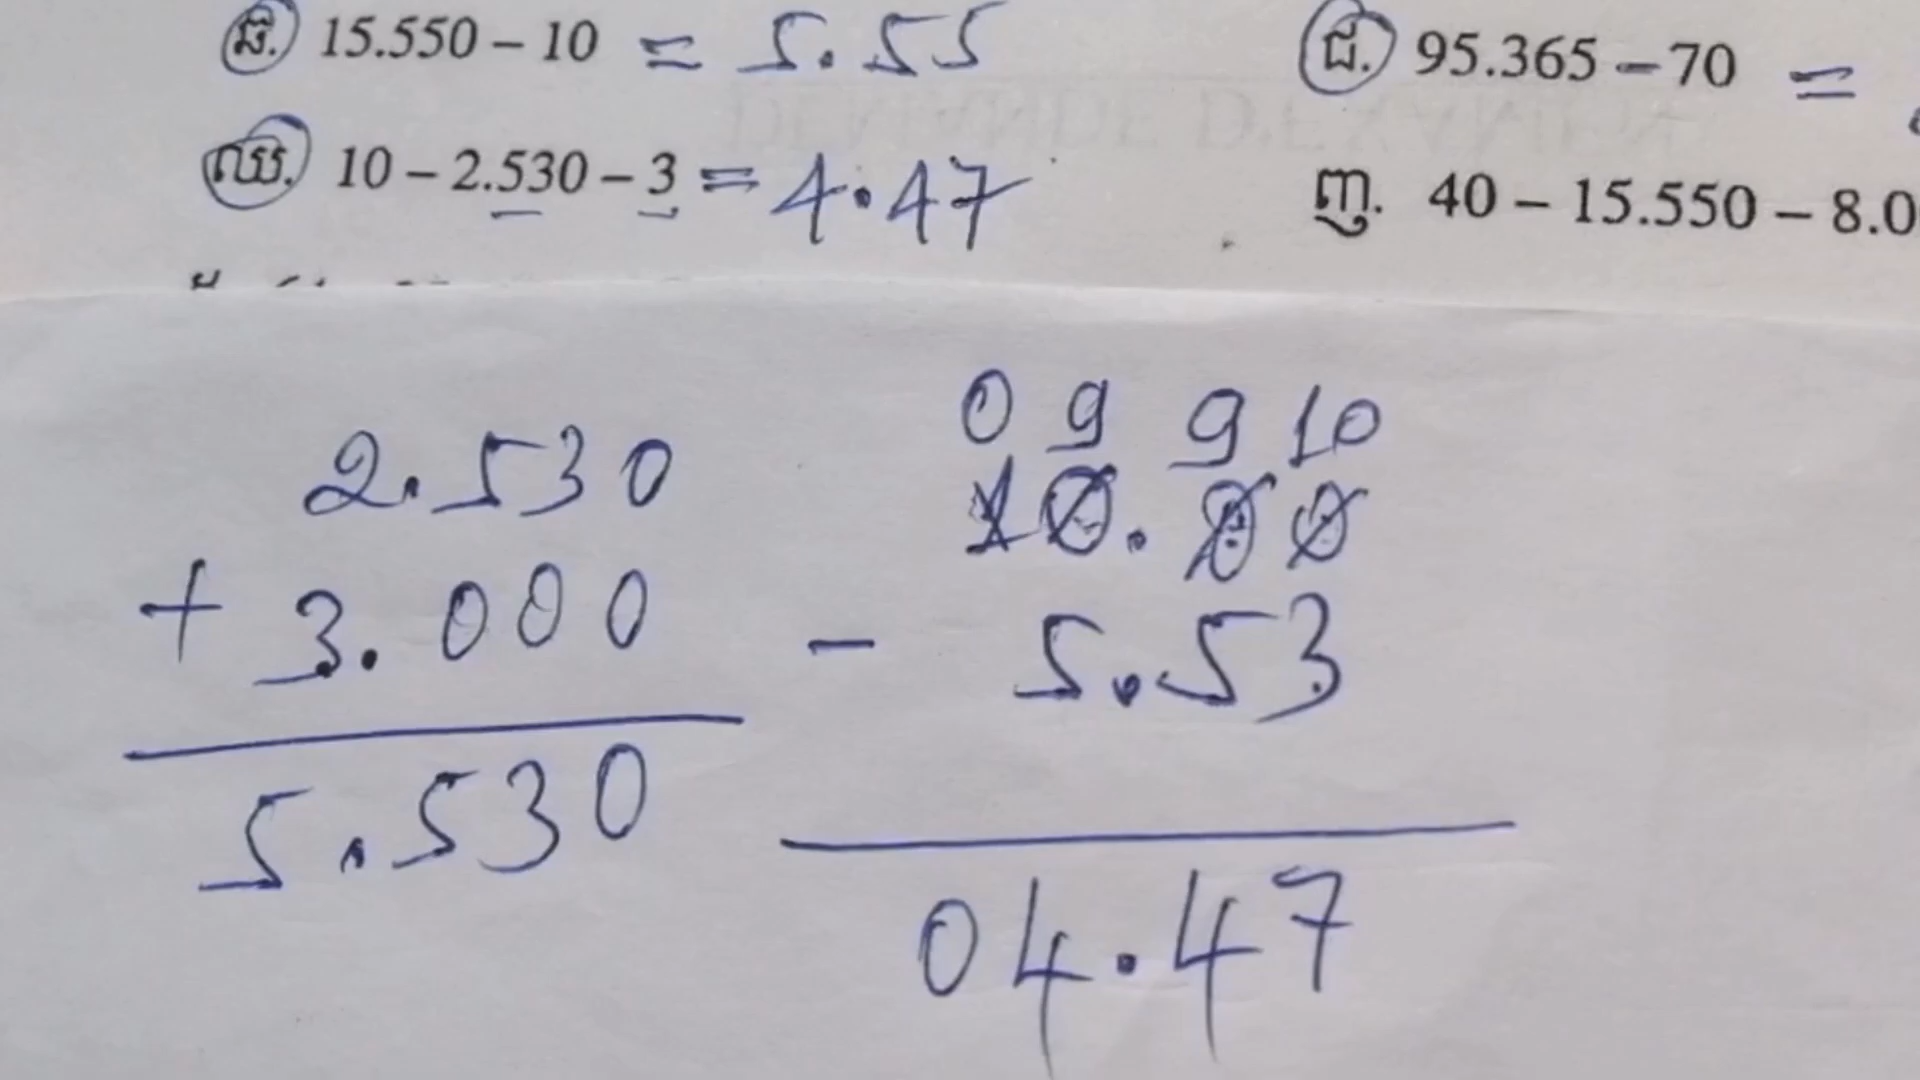 ឆ. 15.550 – 10 = 5.55
ជ. 95.365 – 70 =
ឈ. 10 – 2.530 – 3 = 4.47
ញ. 40 – 15.550 – 8.0
2.530
+ 3.000
5.530
0 9 9 10
10.00
– 5.53
04.47